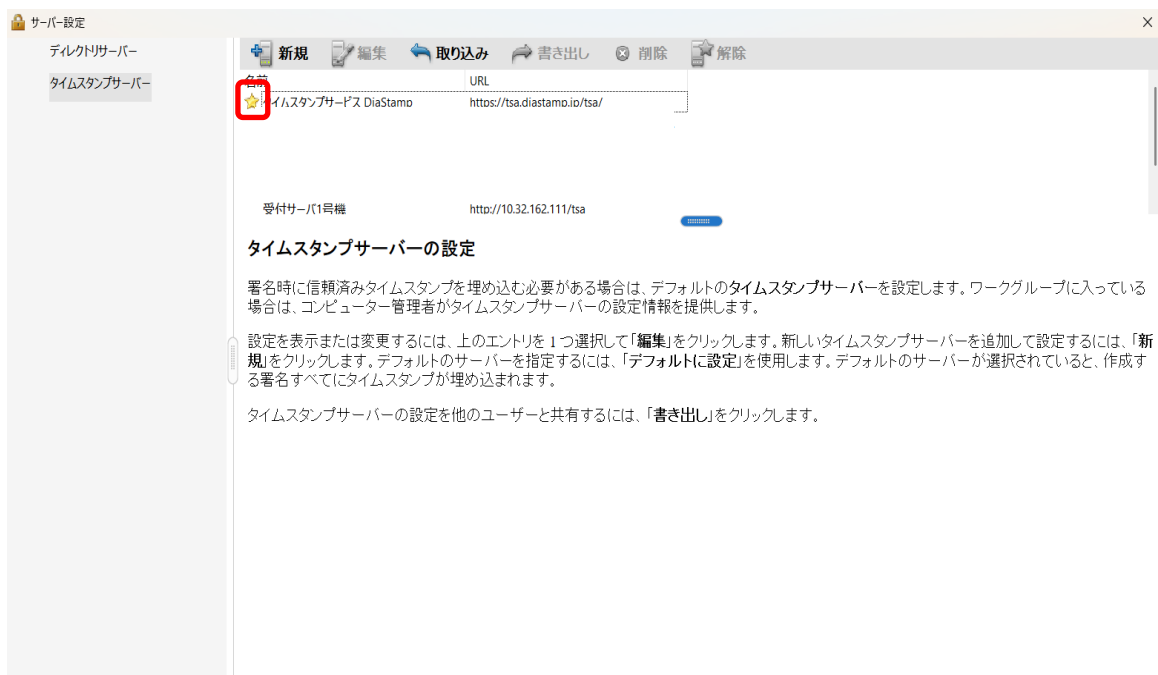 サーバー設定
ディレクトリサーバー
タイムスタンプサーバー
新規 編集 取り込み 書き出し 削除 解除
名前 URL
タイムスタンプサービス DiaStamp https://tsa.diastamp.jp/tsa/
受付サーバ1号機 http://10.32.162.111/tsa
タイムスタンプサーバーの設定
署名時に信頼済みタイムスタンプを埋め込む必要がある場合は、デフォルトのタイムスタンプサーバーを設定します。ワークグループに入っている
場合は、コンピューター管理者がタイムスタンプサーバーの設定情報を提供します。
設定を表示または変更するには、上のエントリを 1 つ選択して「編集」をクリックします。新しいタイムスタンプサーバーを追加して設定するには、「新
規」をクリックします。デフォルトのサーバーを指定するには、「デフォルトに設定」を使用します。デフォルトのサーバーが選択されていると、作成す
る署名すべてにタイムスタンプが埋め込まれます。
タイムスタンプサーバーの設定を他のユーザーと共有するには、「書き出し」をクリックします。